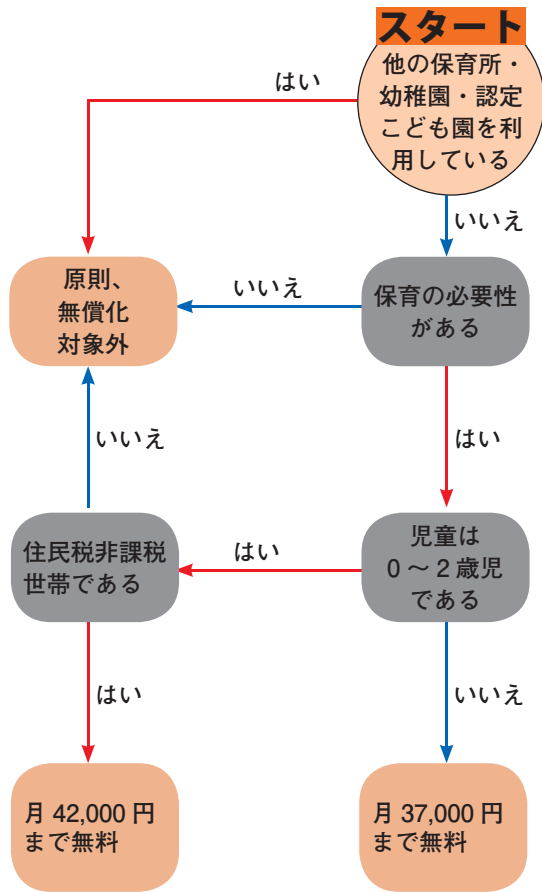 スタート
他の保育所・
幼稚園・認定
こども園を利
用している
はい
いいえ
原則、
無償化
対象外
いいえ
保育の必要性
がある
いいえ
はい
住民税非課税
世帯である
はい
児童は
0～2歳児
である
はい
いいえ
月 42,000 円
まで無料
月 37,000 円
まで無料